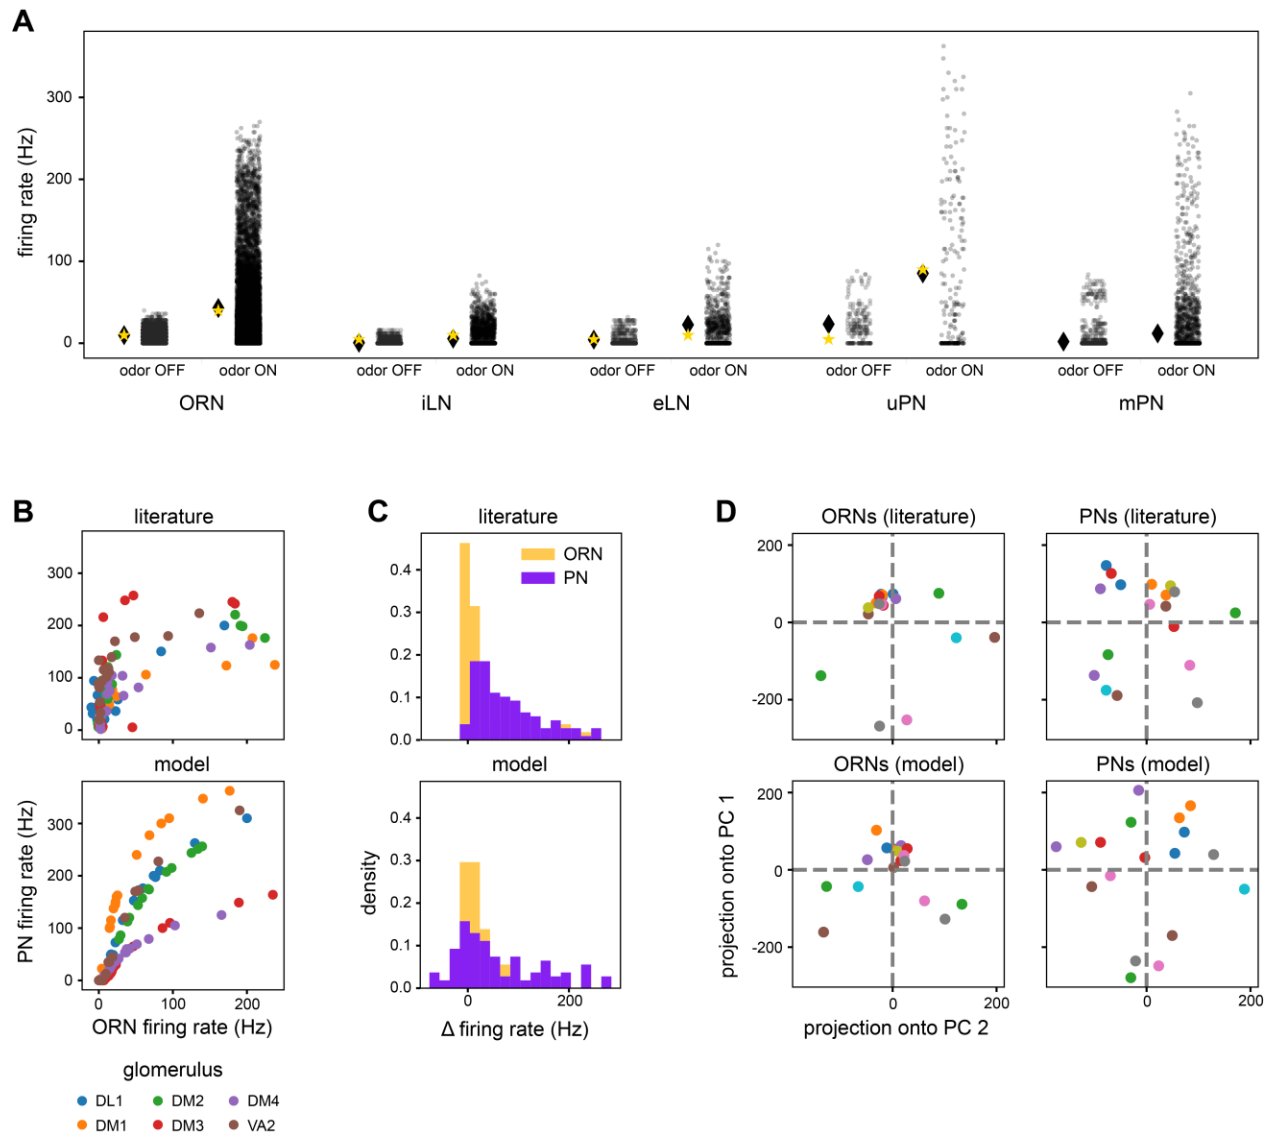 A
firing rate (Hz)
300
200
100
0
odor OFF odor ON odor OFF odor ON odor OFF odor ON odor OFF odor ON odor OFF odor ON
ORN iLN eLN uPN mPN
B
literature
300
200
100
0
model
300
200
100
0
0 100 200
PN firing rate (Hz)
ORN firing rate (Hz)
glomerulus
DL1 DM2 DM4
DM1 DM3 VA2
C
literature
ORN
PN
0.4
0.3
0.2
0.1
0.0
model
0.4
0.3
0.2
0.1
0.0
density
0 200
Δ firing rate (Hz)
D
ORNs (literature) PNs (literature)
200
0
-200
0
ORNs (model) PNs (model)
200
0
-200
0 200 0 200
projection onto PC 1
projection onto PC 2